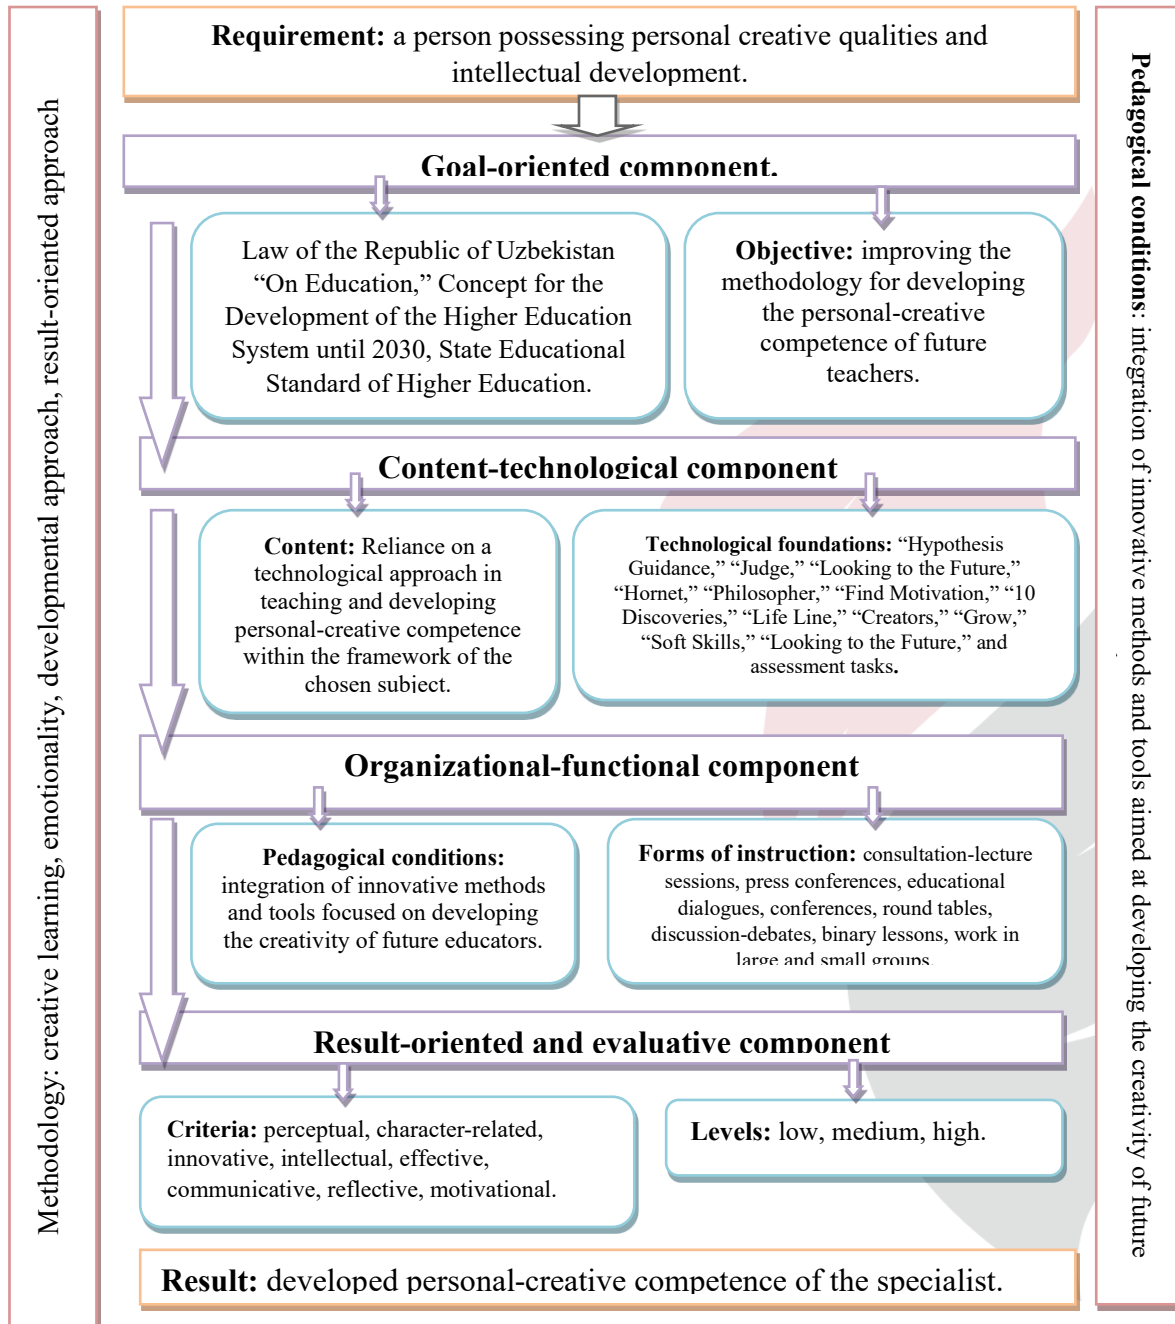 Methodology: creative learning, emotionality, developmental approach, result-oriented approach
Requirement: a person possessing personal creative qualities and
intellectual development.
Goal-oriented component.
Law of the Republic of Uzbekistan
“On Education,” Concept for the
Development of the Higher Education
System until 2030, State Educational
Standard of Higher Education.
Objective: improving the
methodology for developing
the personal-creative
competence of future
teachers.
Content-technological component
Content: Reliance on a
technological approach in
teaching and developing
personal-creative competence
within the framework of the
chosen subject.
Technological foundations: “Hypothesis
Guidance,” “Judge,” “Looking to the Future,”
“Hornet,” “Philosopher,” “Find Motivation,” “10
Discoveries,” “Life Line,” “Creators,” “Grow,”
“Soft Skills,” “Looking to the Future,” and
assessment tasks.
Organizational-functional component
Pedagogical conditions:
integration of innovative methods
and tools focused on developing
the creativity of future educators.
Forms of instruction: consultation-lecture
sessions, press conferences, educational
dialogues, conferences, round tables,
discussion-debates, binary lessons, work in
large and small groups.
Result-oriented and evaluative component
Criteria: perceptual, character-related,
innovative, intellectual, effective,
communicative, reflective, motivational.
Levels: low, medium, high.
Result: developed personal-creative competence of the specialist.
Pedagogical conditions: integration of innovative methods and tools aimed at developing the creativity of future